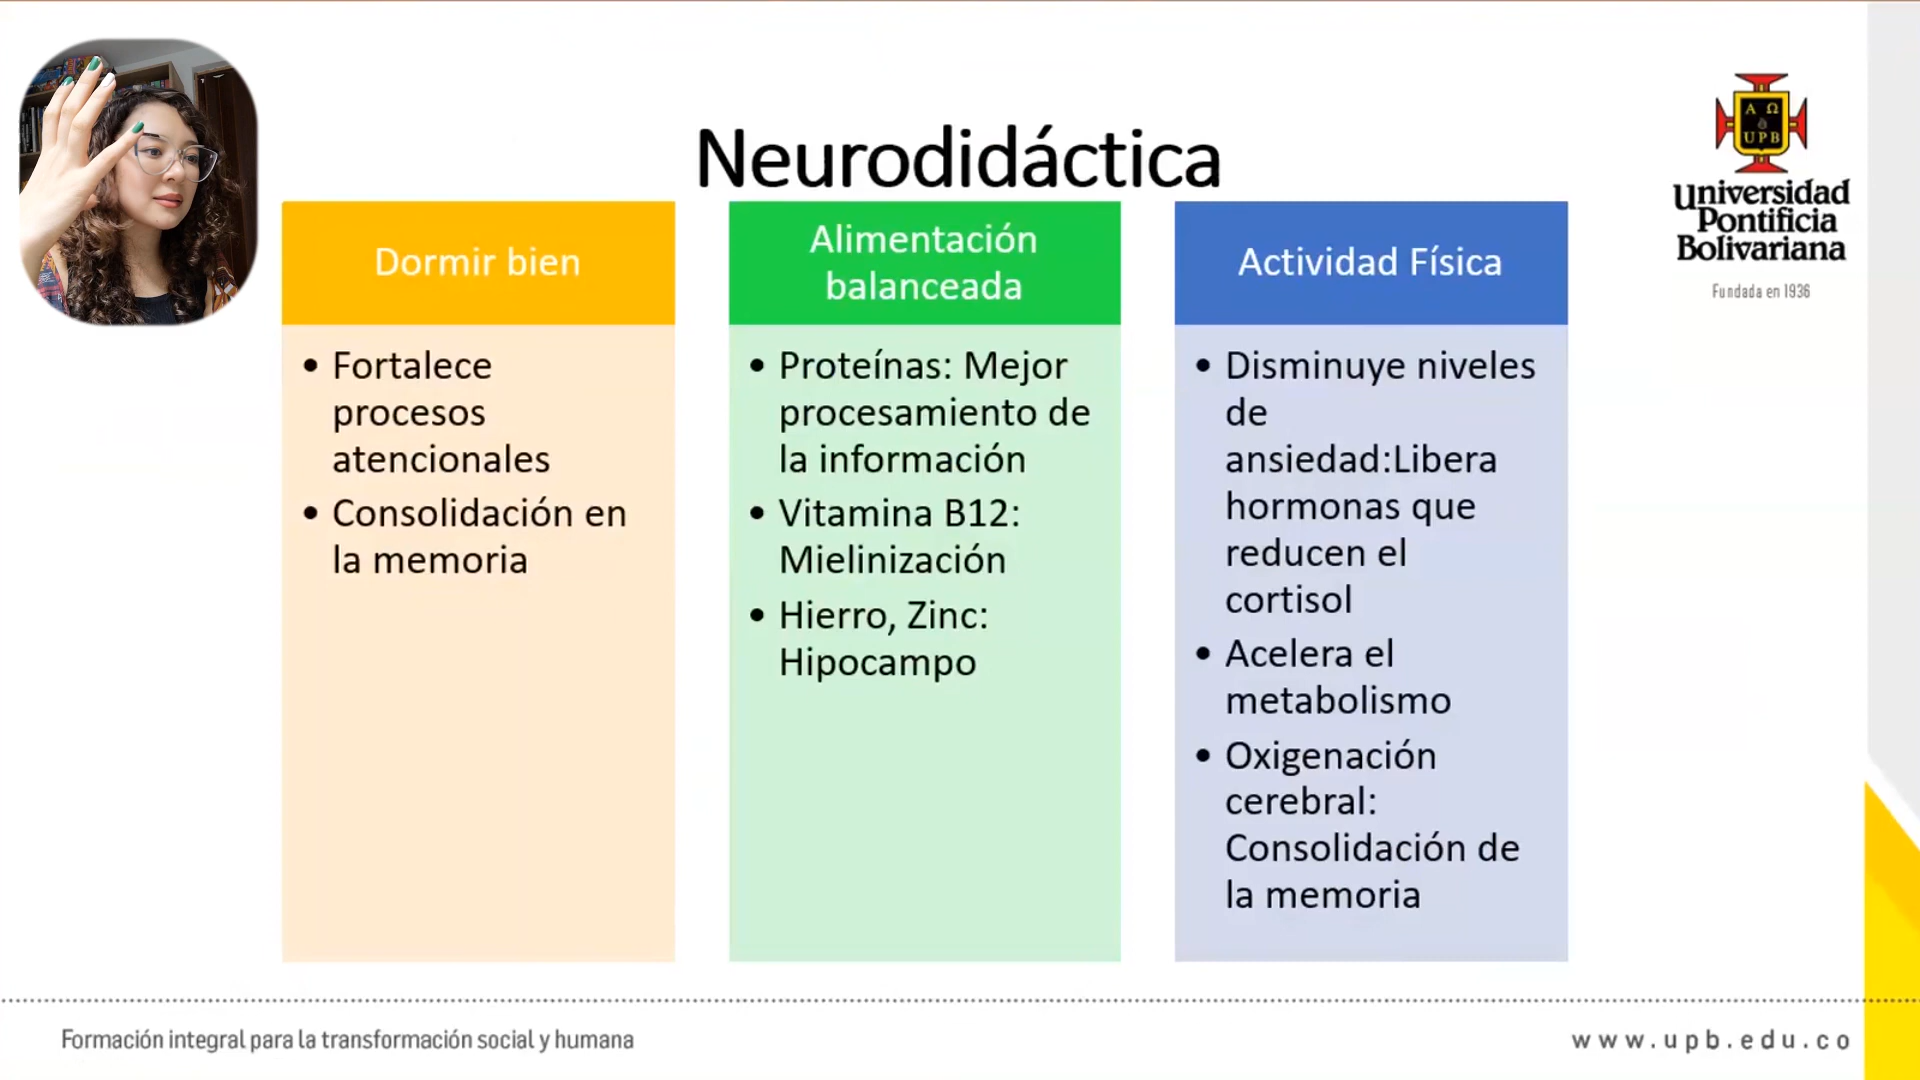 Neurodidáctica
Α Ω
UPB
Universidad
Pontificia
Bolivariana
Fundada en 1936
Dormir bien
• Fortalece
procesos
atencionales
• Consolidación en
la memoria
Alimentación
balanceada
• Proteínas: Mejor
procesamiento de
la información
• Vitamina B12:
Mielinización
• Hierro, Zinc:
Hipocampo
Actividad Física
• Disminuye niveles
de
ansiedad:Libera
hormonas que
reducen el
cortisol
• Acelera el
metabolismo
• Oxigenación
cerebral:
Consolidación de
la memoria
Formación integral para la transformación social y humana
www.upb.edu.co